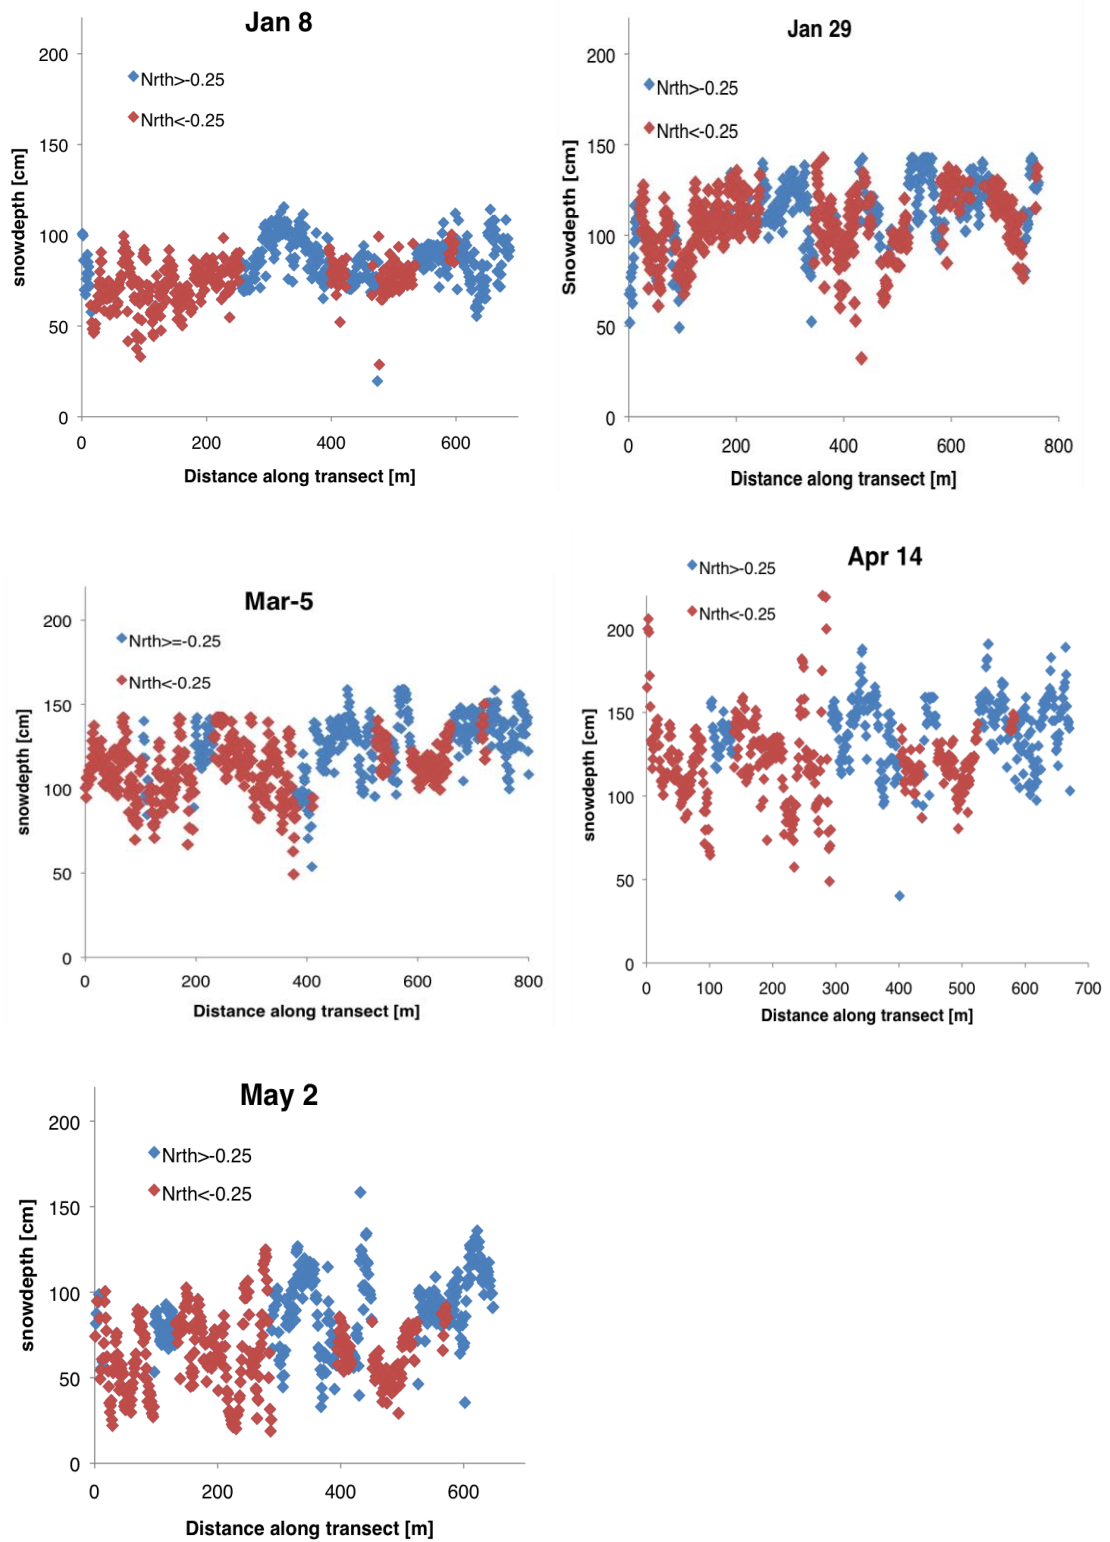 Jan 8
200
Nrth>-0.25
Nrth<-0.25
150
100
50
0
snowdepth [cm]
0 200 400 600
Distance along transect [m]
Jan 29
200
Nrth>-0.25
Nrth<-0.25
150
100
50
0
Snowdepth [cm]
0 200 400 600 800
Distance along transect [m]
Mar-5
200
Nrth>=-0.25
Nrth<-0.25
150
100
50
0
snowdepth [cm]
0 200 400 600 800
Distance along transect [m]
Apr 14
Nrth>-0.25
Nrth<-0.25
200
150
100
50
0
snowdepth [cm]
0 100 200 300 400 500 600 700
Distance along transect [m]
May 2
200
Nrth>-0.25
Nrth<-0.25
150
100
50
0
snowdepth [cm]
0 200 400 600
Distance along transect [m]